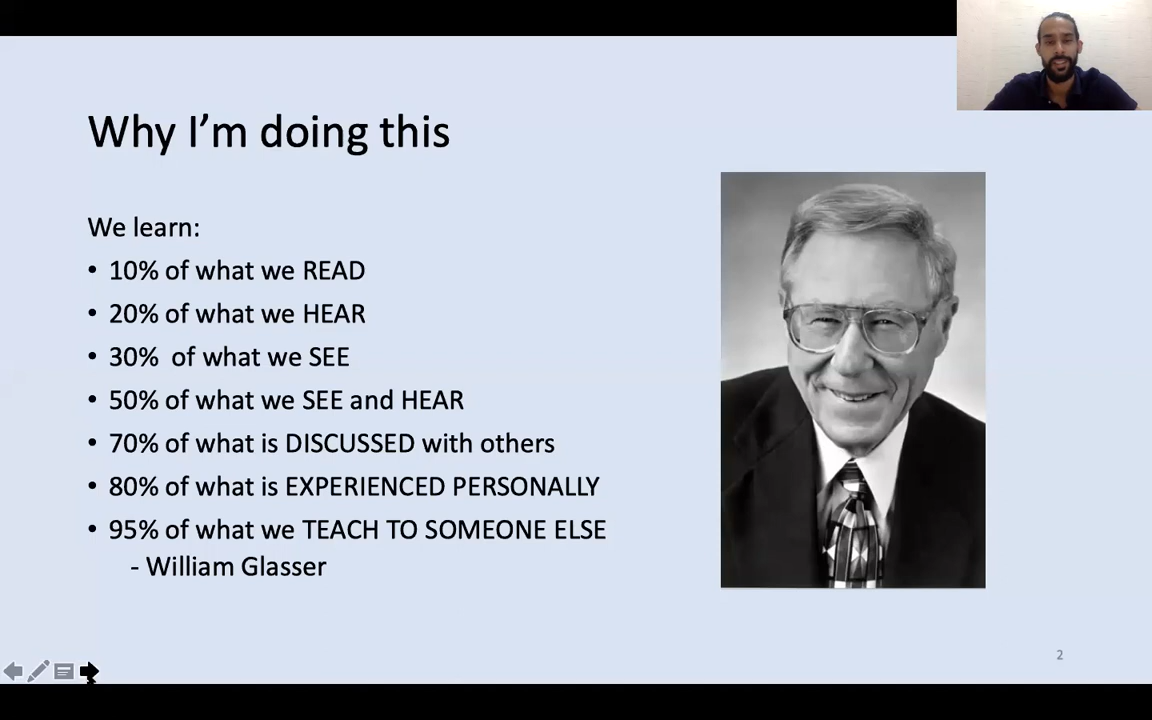 Why I'm doing this
We learn:
• 10% of what we READ
• 20% of what we HEAR
• 30%  of what we SEE
• 50% of what we SEE and HEAR
• 70% of what is DISCUSSED with others
• 80% of what is EXPERIENCED PERSONALLY
• 95% of what we TEACH TO SOMEONE ELSE
- William Glasser
2